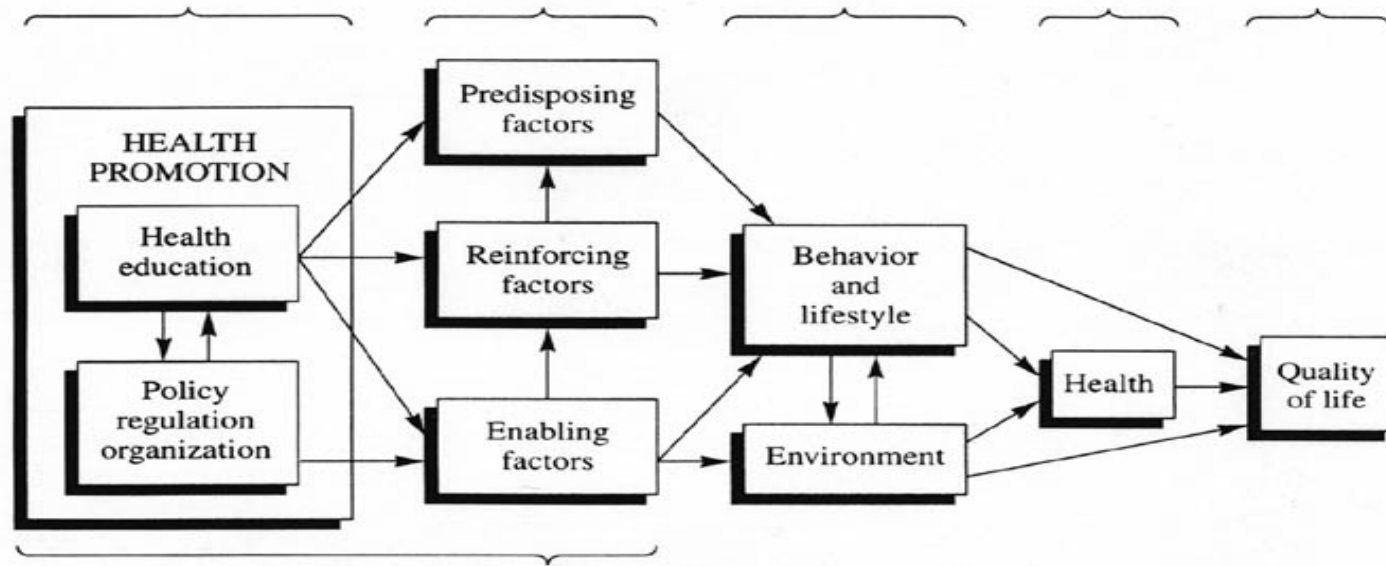 HEALTH
PROMOTION
Health
education
Policy
regulation
organization
Predisposing
factors
Reinforcing
factors
Enabling
factors
Behavior
and
lifestyle
Environment
Health
Quality
of life